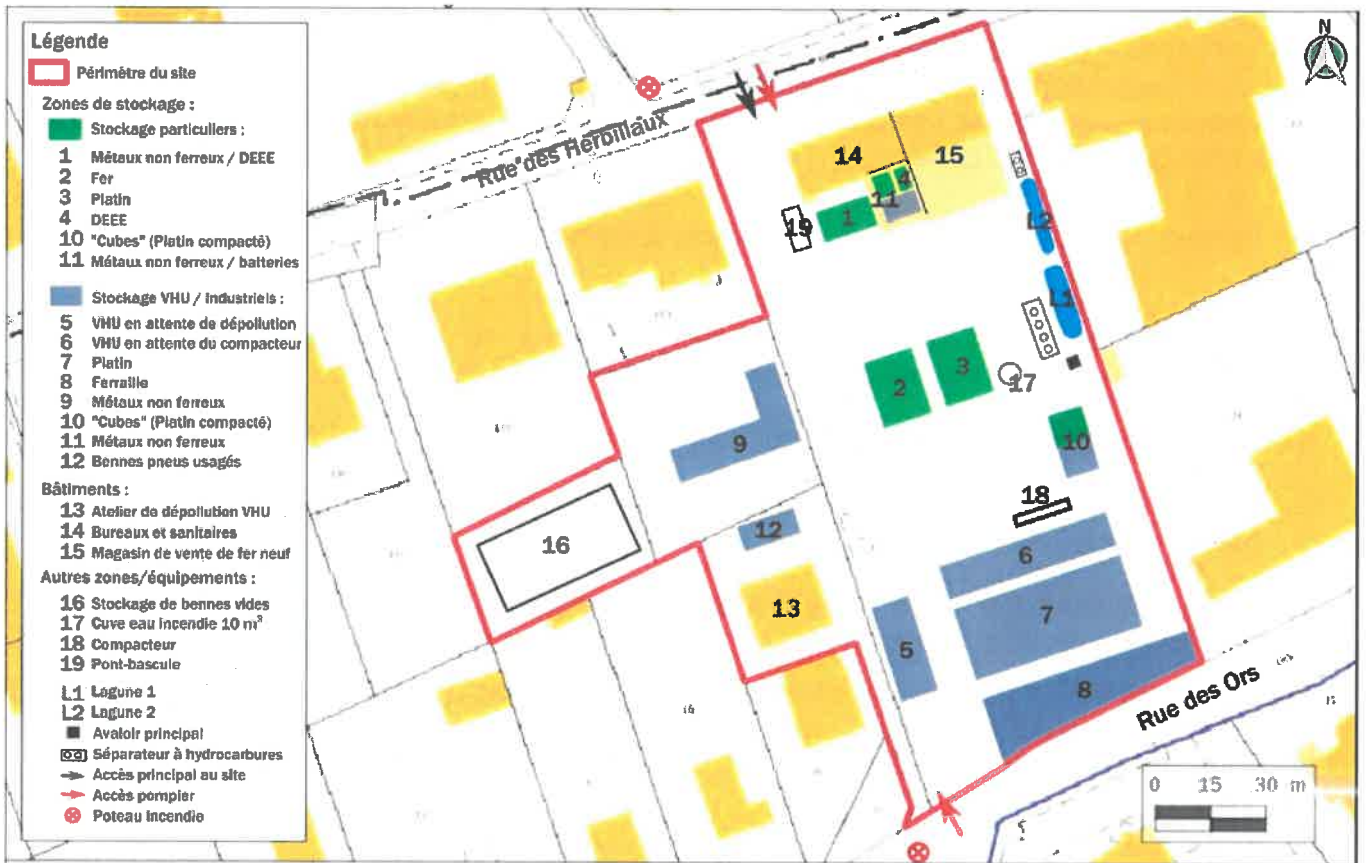 Légende
Périmètre du site
Zones de stockage :
Stockage particuliers :
1 Métaux non ferreux / DEEE
2 Fer
3 Platin
4 DEEE
10 "Cubes" (Platin compacté)
11 Métaux non ferreux / batteries
Stockage VHU / Industriels :
5 VHU en attente de dépollution
6 VHU en attente du compacteur
7 Platin
8 Ferraille
9 Métaux non ferreux
10 "Cubes" (Platin compacté)
11 Métaux non ferreux
12 Bennes pneus usagés
Bâtiments :
13 Atelier de dépollution VHU
14 Bureaux et sanitaires
15 Magasin de vente de fer neuf
Autres zones/équipements :
16 Stockage de bennes vides
17 Cuve eau incendie 10 m³
18 Compacteur
19 Pont-bascule
L1 Lagune 1
L2 Lagune 2
Avaloir principal
Séparateur à hydrocarbures
Accès principal au site
Accès pompier
Poteau incendie
N
Rue des Herbillaux
14
15
4
11
1
19
L2
L1
2
3
17
9
10
18
12
16
6
13
7
5
8
Rue des Ors
0 15 30 m